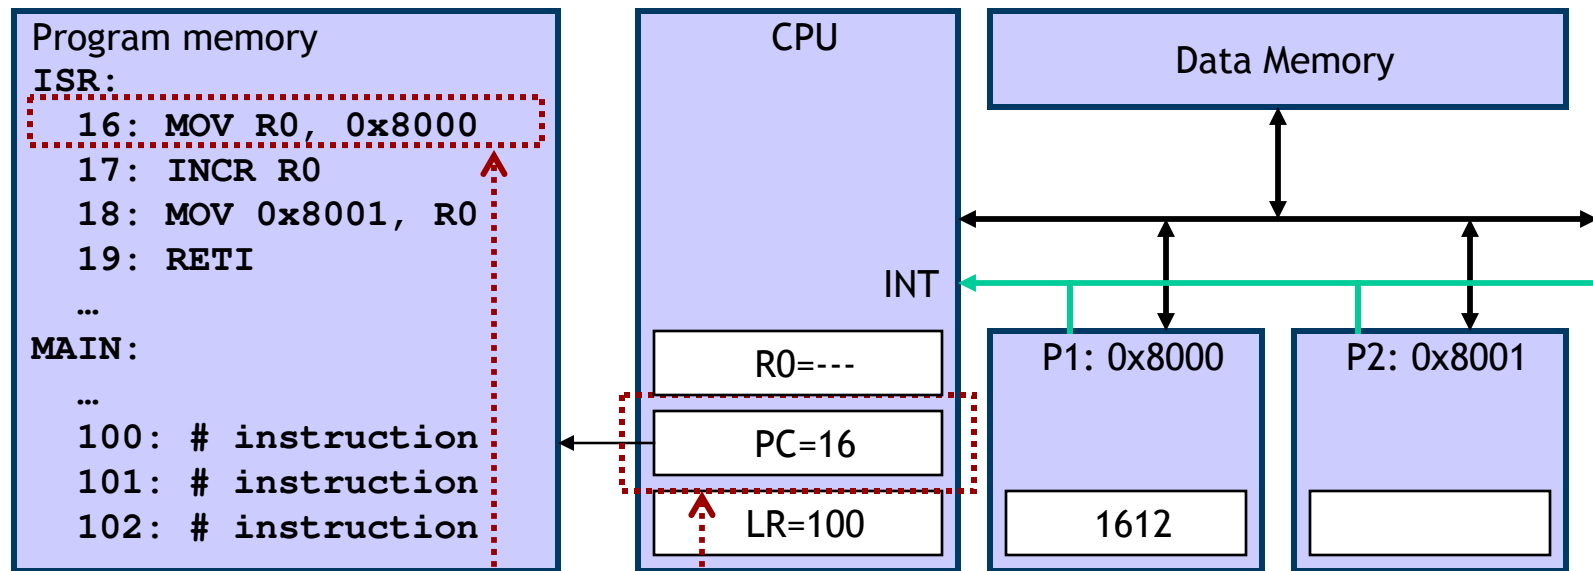 Program memory
ISR:
16: MOV R0, 0x8000
17: INCR R0
18: MOV 0x8001, R0
19: RETI
…
MAIN:
…
100: # instruction
101: # instruction
102: # instruction
CPU
INT
R0=---
PC=16
LR=100
Data Memory
P1: 0x8000
1612
P2: 0x8001